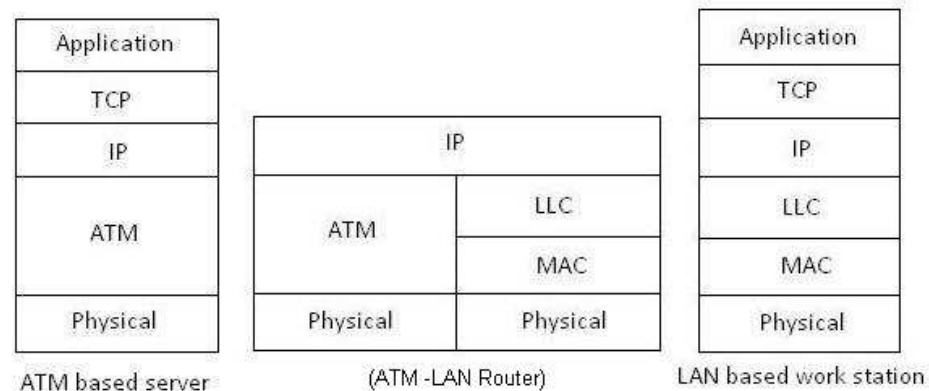 Application
TCP
IP
ATM
Physical
ATM based server
IP
ATM
LLC
MAC
Physical
Physical
(ATM -LAN Router)
Application
TCP
IP
LLC
MAC
Physical
LAN based work station